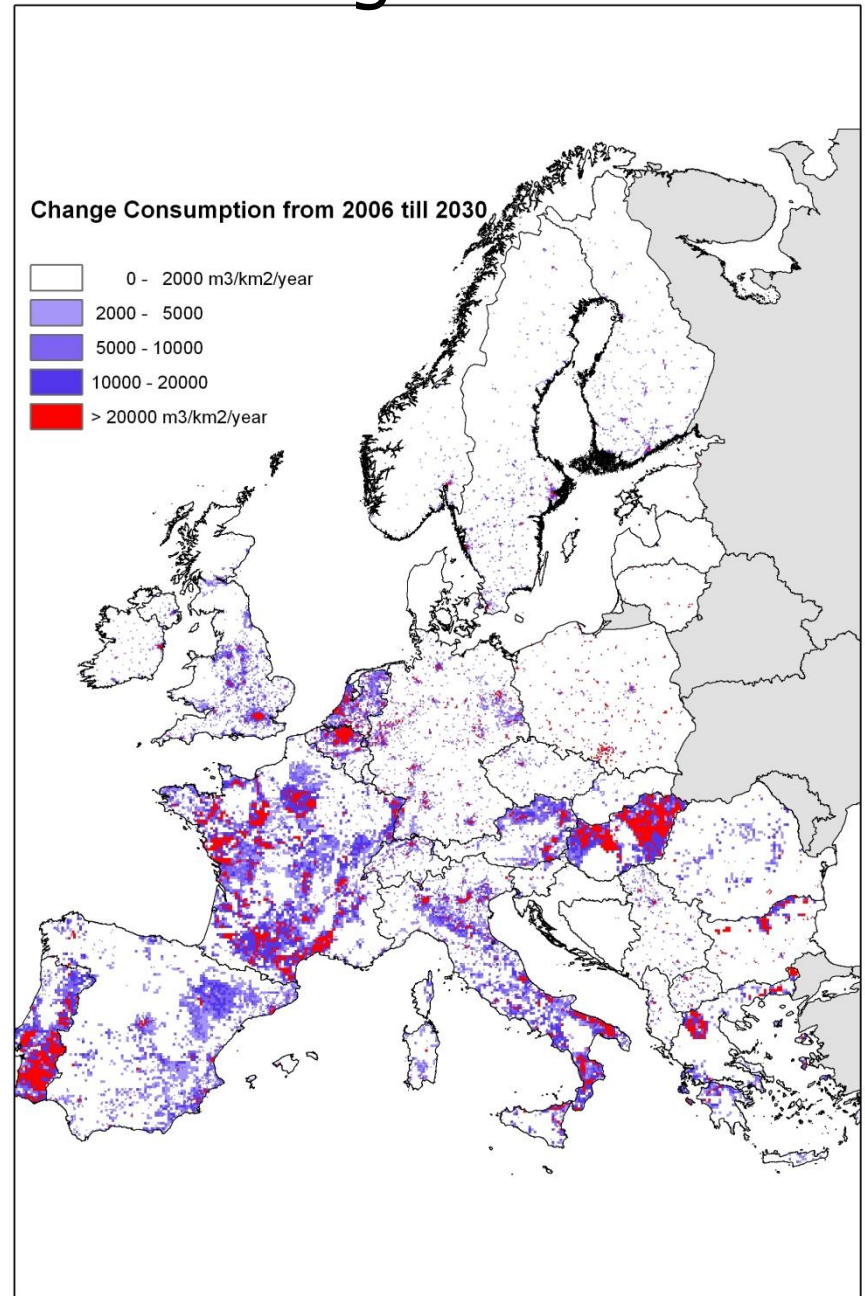 Change Consumption from 2006 till 2030
0 - 2000 m3/km2/year
2000 - 5000
5000 - 10000
10000 - 20000
> 20000 m3/km2/year